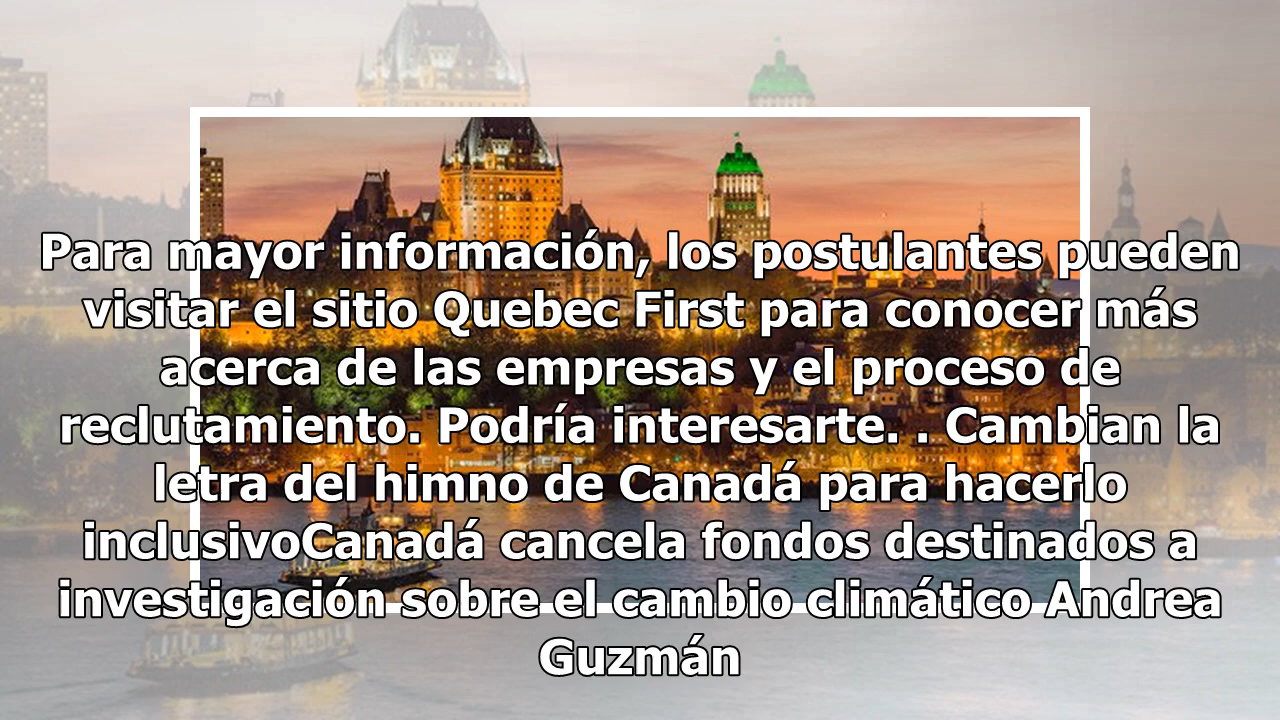 Para mayor información, los postulantes pueden
visitar el sitio Quebec First para conocer más
acerca de las empresas y el proceso de
reclutamiento. Podría interesarte. . Cambian la
letra del himno de Canadá para hacerlo
inclusivoCanadá cancela fondos destinados a
investigación sobre el cambio climático Andrea
Guzmán